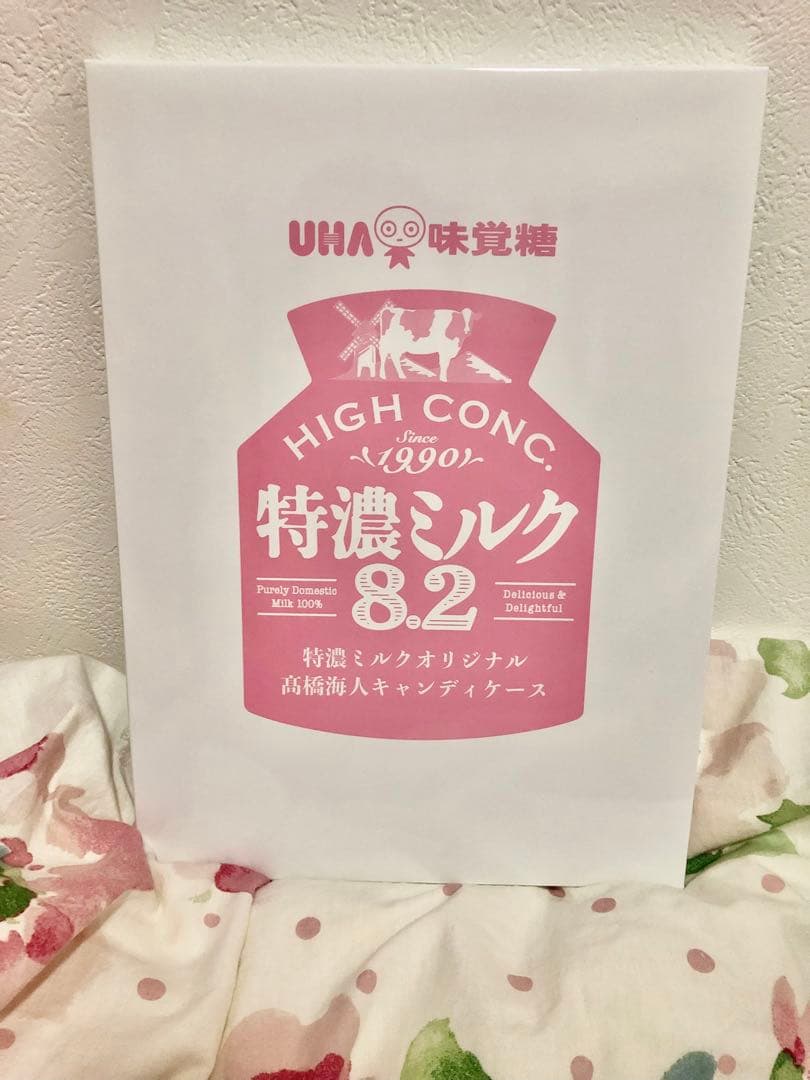 UHA味覚糖
HIGH CONC.
Since
1990
特濃ミルク
8.2
Purely Domestic
Milk 100%
Delicious &
Delightful
特濃ミルクオリジナル
髙橋海人キャンディケース